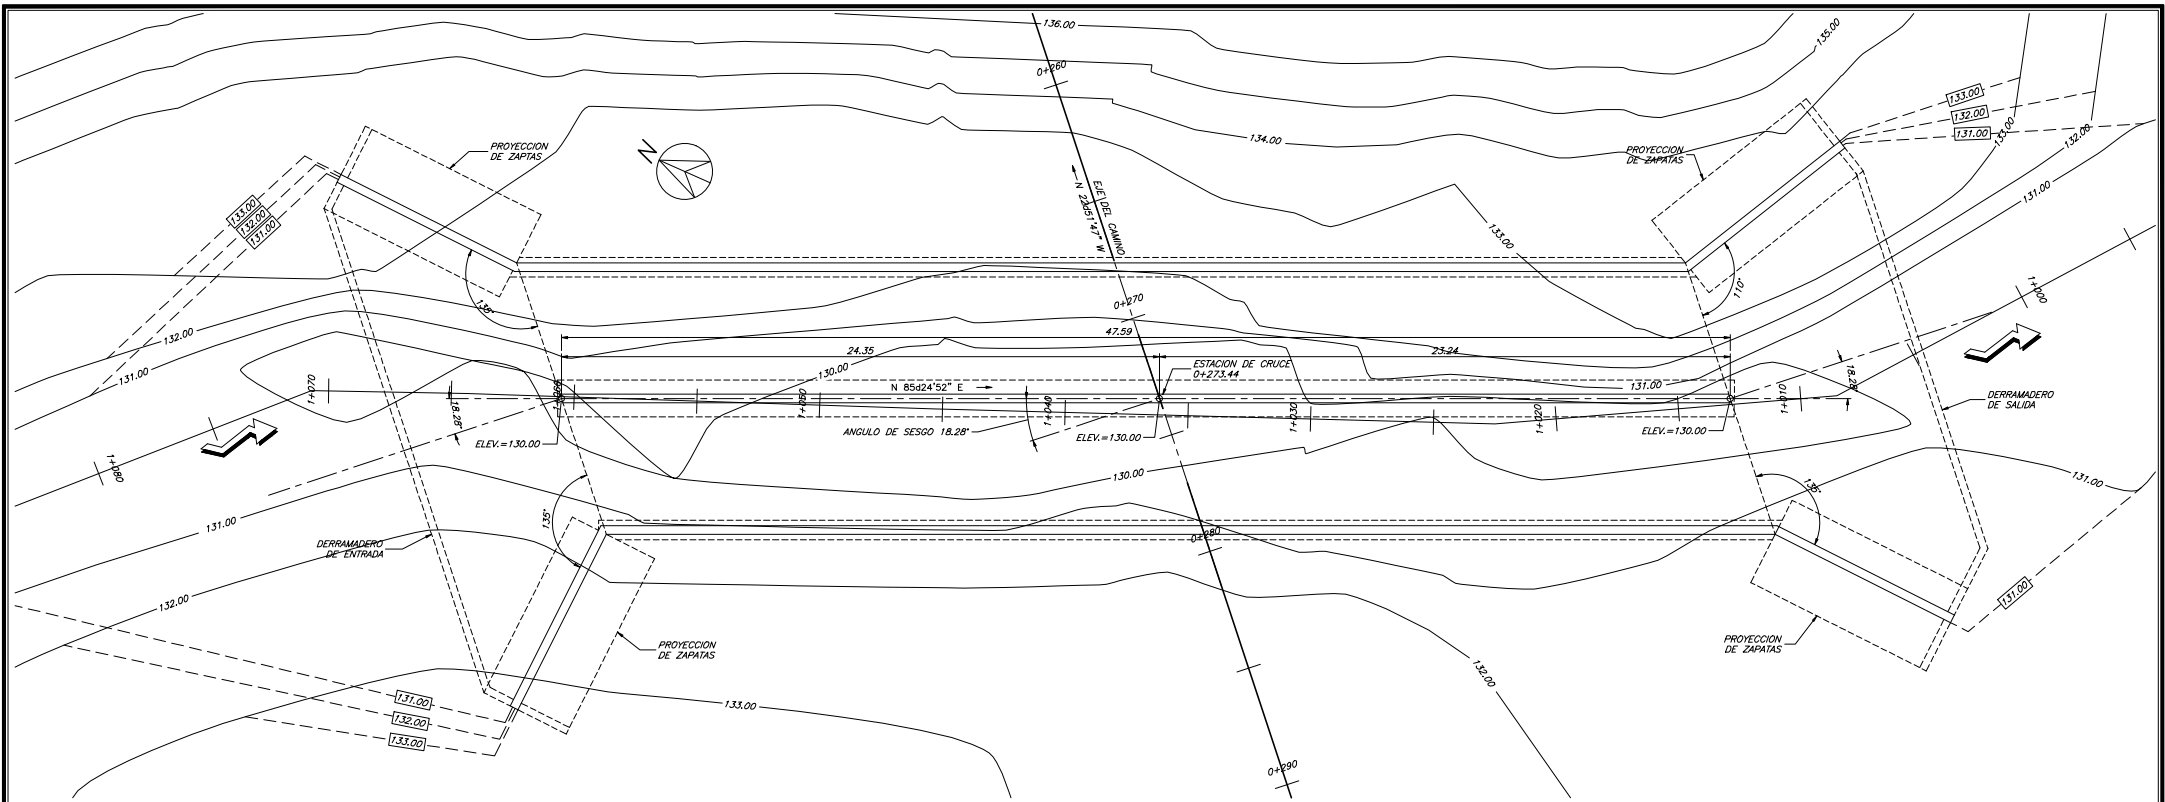 136.00
135.00
0+260
133.00
132.00
131.00
134.00
133.00
132.00
131.00
PROYECCION
DE ZAPTAS
N
PROYECCION
DE ZAPATAS
EJE DEL CAMINO
N 22d51'47" W
133.00
132.00
131.00
133.00
135°
110°
1+000
0+270
132.00
47.59
24.35
23.24
ESTACION DE CRUCE
0+273.44
131.00
130.00
131.00
18.28°
1+070
1+060
N 85d24'52" E
1+050
1+040
1+030
1+020
1+010
18.28°
DERRAMADERO
DE SALIDA
ANGULO DE SESGO 18.28°
ELEV.=130.00
ELEV.=130.00
ELEV.=130.00
1+080
130.00
131.00
135°
135°
131.00
0+280
DERRAMADERO
DE ENTRADA
132.00
131.00
PROYECCION
DE ZAPATAS
PROYECCION
DE ZAPATAS
132.00
131.00
132.00
133.00
133.00
0+290